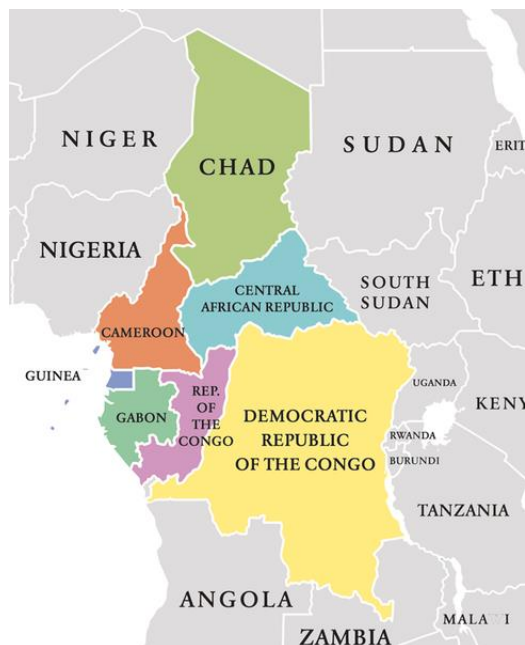 NIGER
CHAD
SUDAN
ERIT
NIGERIA
CENTRAL
AFRICAN REPUBLIC
SOUTH
SUDAN
ETH
CAMEROON
GUINEA
GABON
REP.
OF
THE
CONGO
DEMOCRATIC
REPUBLIC
OF THE CONGO
UGANDA
KENY
RWANDA
BURUNDI
TANZANIA
ANGOLA
ZAMBIA
MALAWI